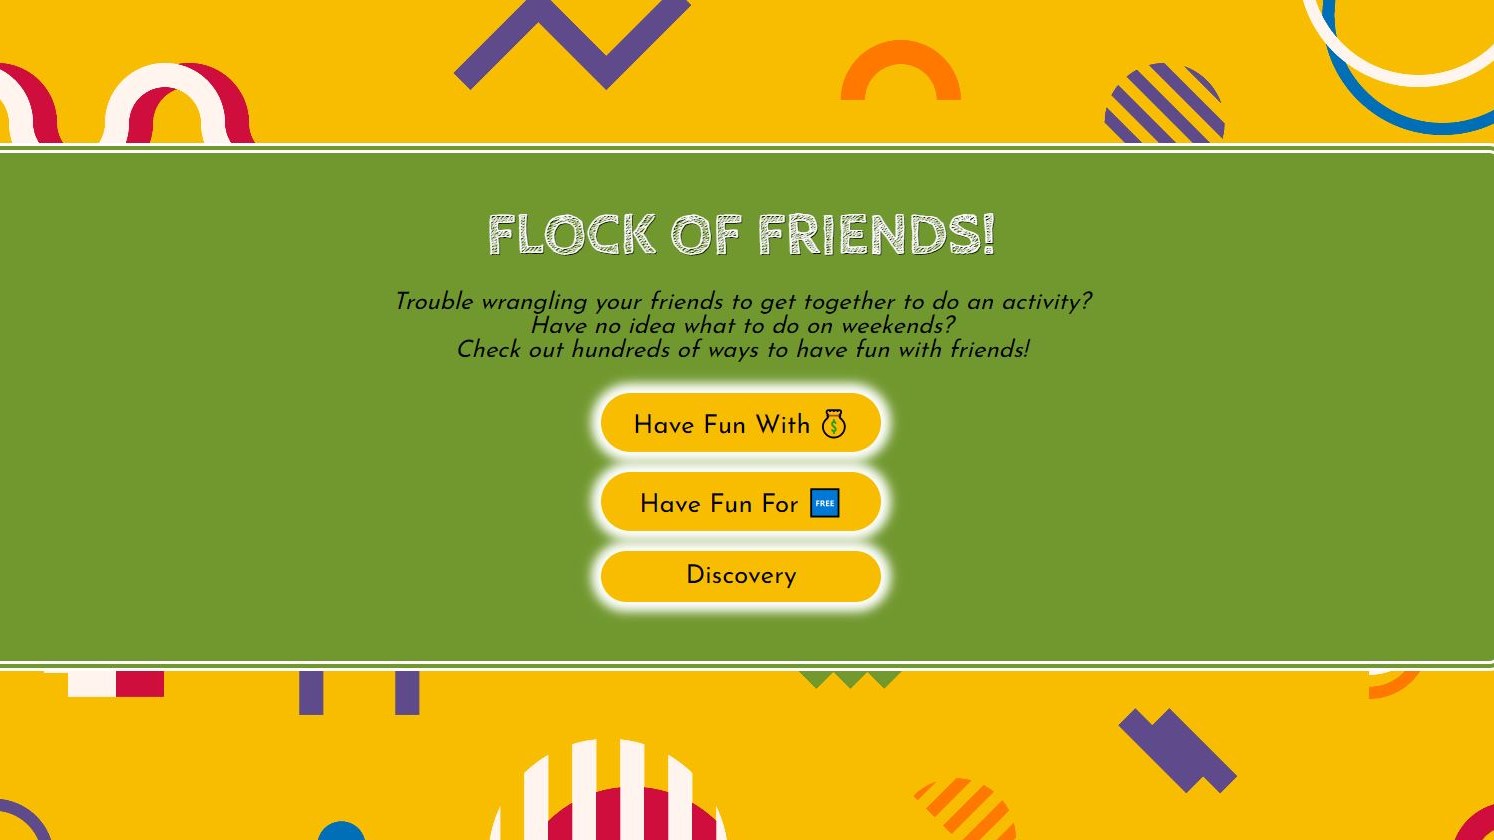 FLOCK OF FRIENDS!
Trouble wrangling your friends to get together to do an activity?
Have no idea what to do on weekends?
Check out hundreds of ways to have fun with friends!
Have Fun With 💰
Have Fun For 🆓
Discovery